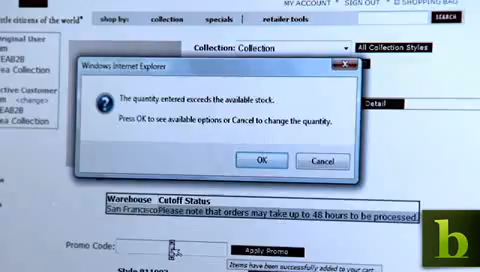 MY ACCOUNT SIGN OUT SHOPPING BAG
tle citizens of the world
shop by: collection specials retailer tools
SEARCH
Original User
EAB2B
ea Collection
ctive Customer
<change>
EAB2B
ea Collection
Collection: Collection
All Collection Styles
Detail
Windows Internet Explorer
The quantity entered exceeds the available stock.
Press OK to see available options or Cancel to change the quantity.
OK Cancel
Warehouse Cutoff Status
San Francisco Please note that orders may take up to 48 hours to be processed.
Promo Code:
Apply Promo
Items have been successfully added to your cart
b